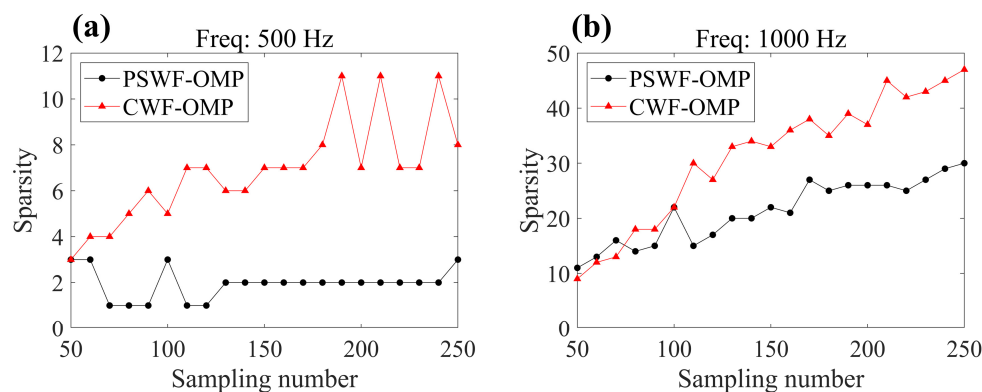 (a)
Freq: 500 Hz
12
10
8
6
4
2
0
Sparsity
PSWF-OMP
CWF-OMP
50
100
150
200
250
Sampling number
(b)
Freq: 1000 Hz
50
40
30
20
10
0
Sparsity
PSWF-OMP
CWF-OMP
50
100
150
200
250
Sampling number